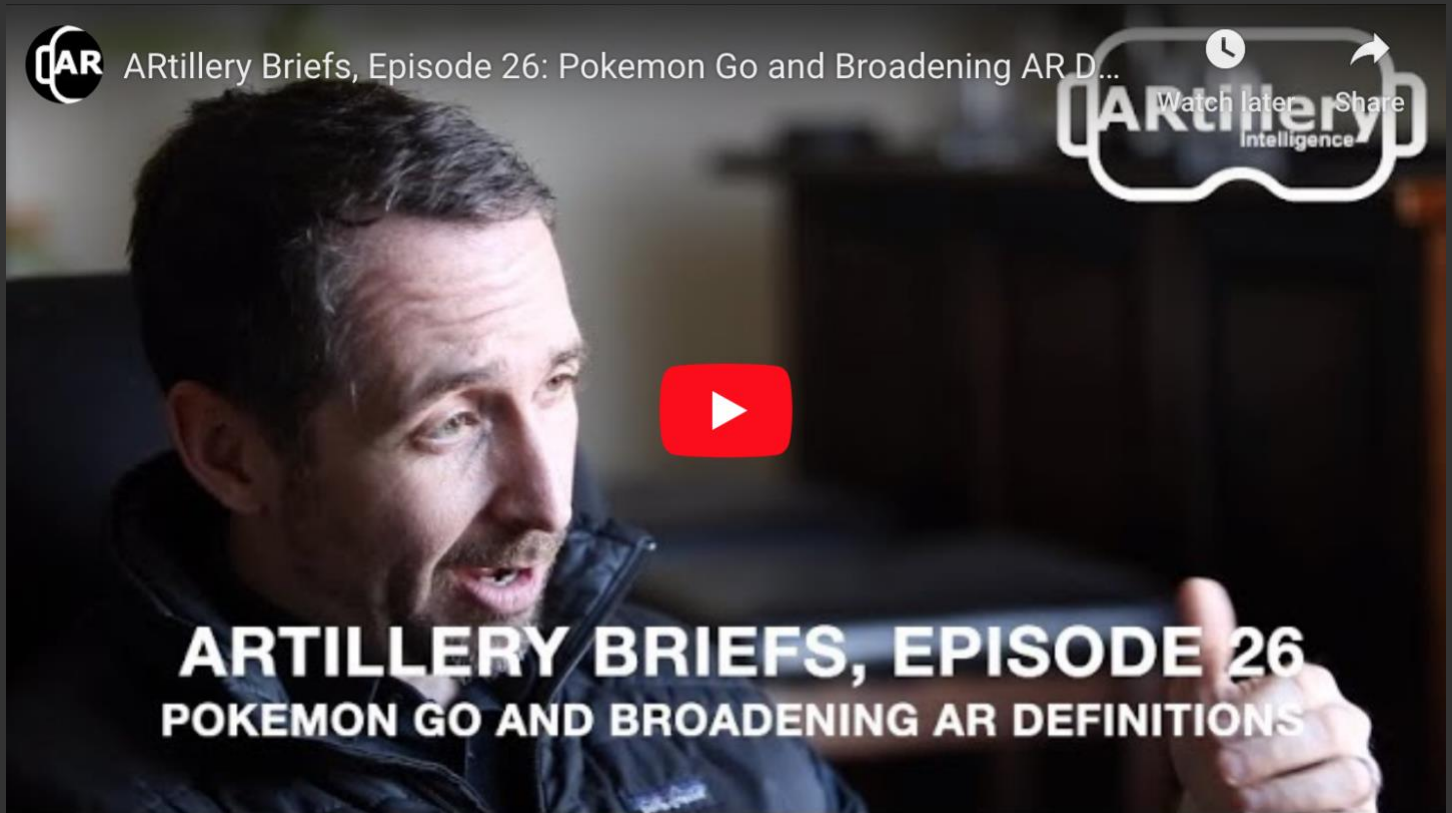 AR
ARtillery Briefs, Episode 26: Pokemon Go and Broadening AR D...
Watch later
Share
ARtillery
Intelligence
ARTILLERY BRIEFS, EPISODE 26
POKEMON GO AND BROADENING AR DEFINITIONS